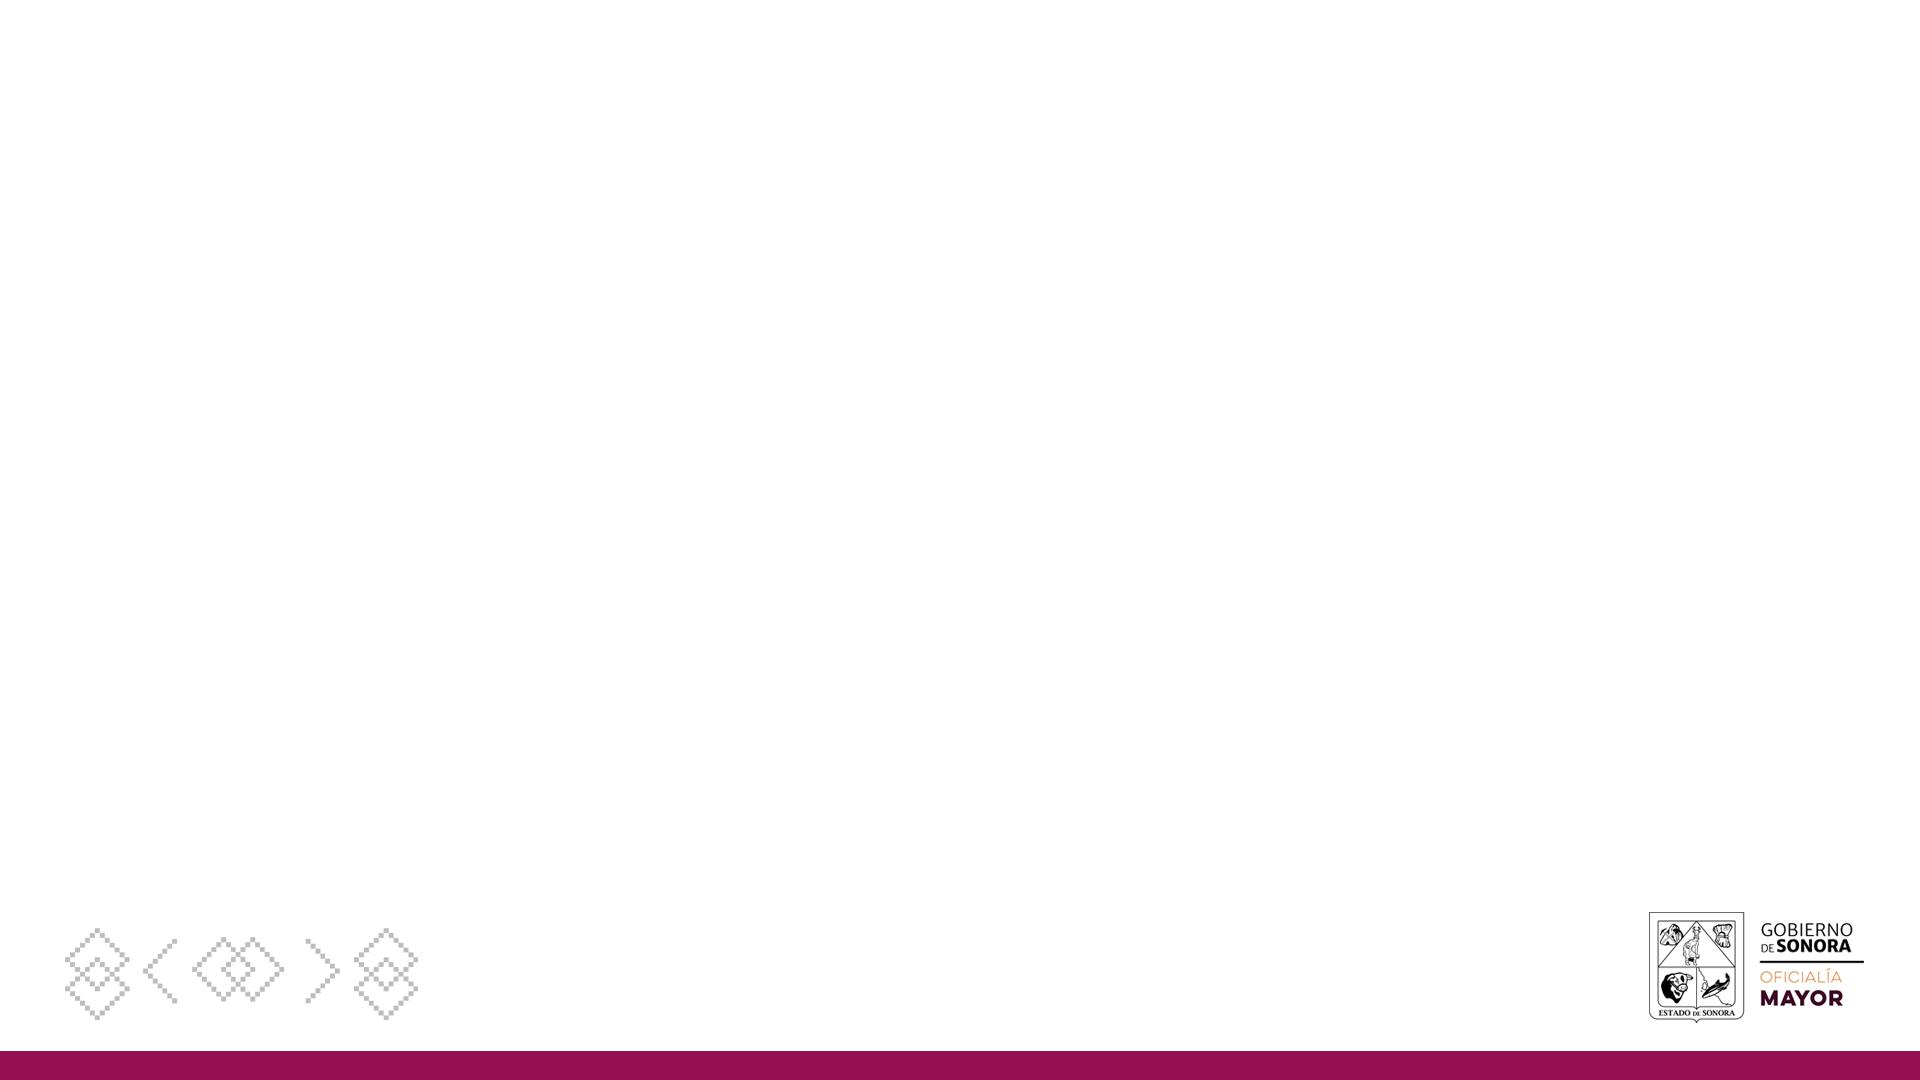 GOBIERNO
DE SONORA
OFICIALÍA
MAYOR
ESTADO DE SONORA